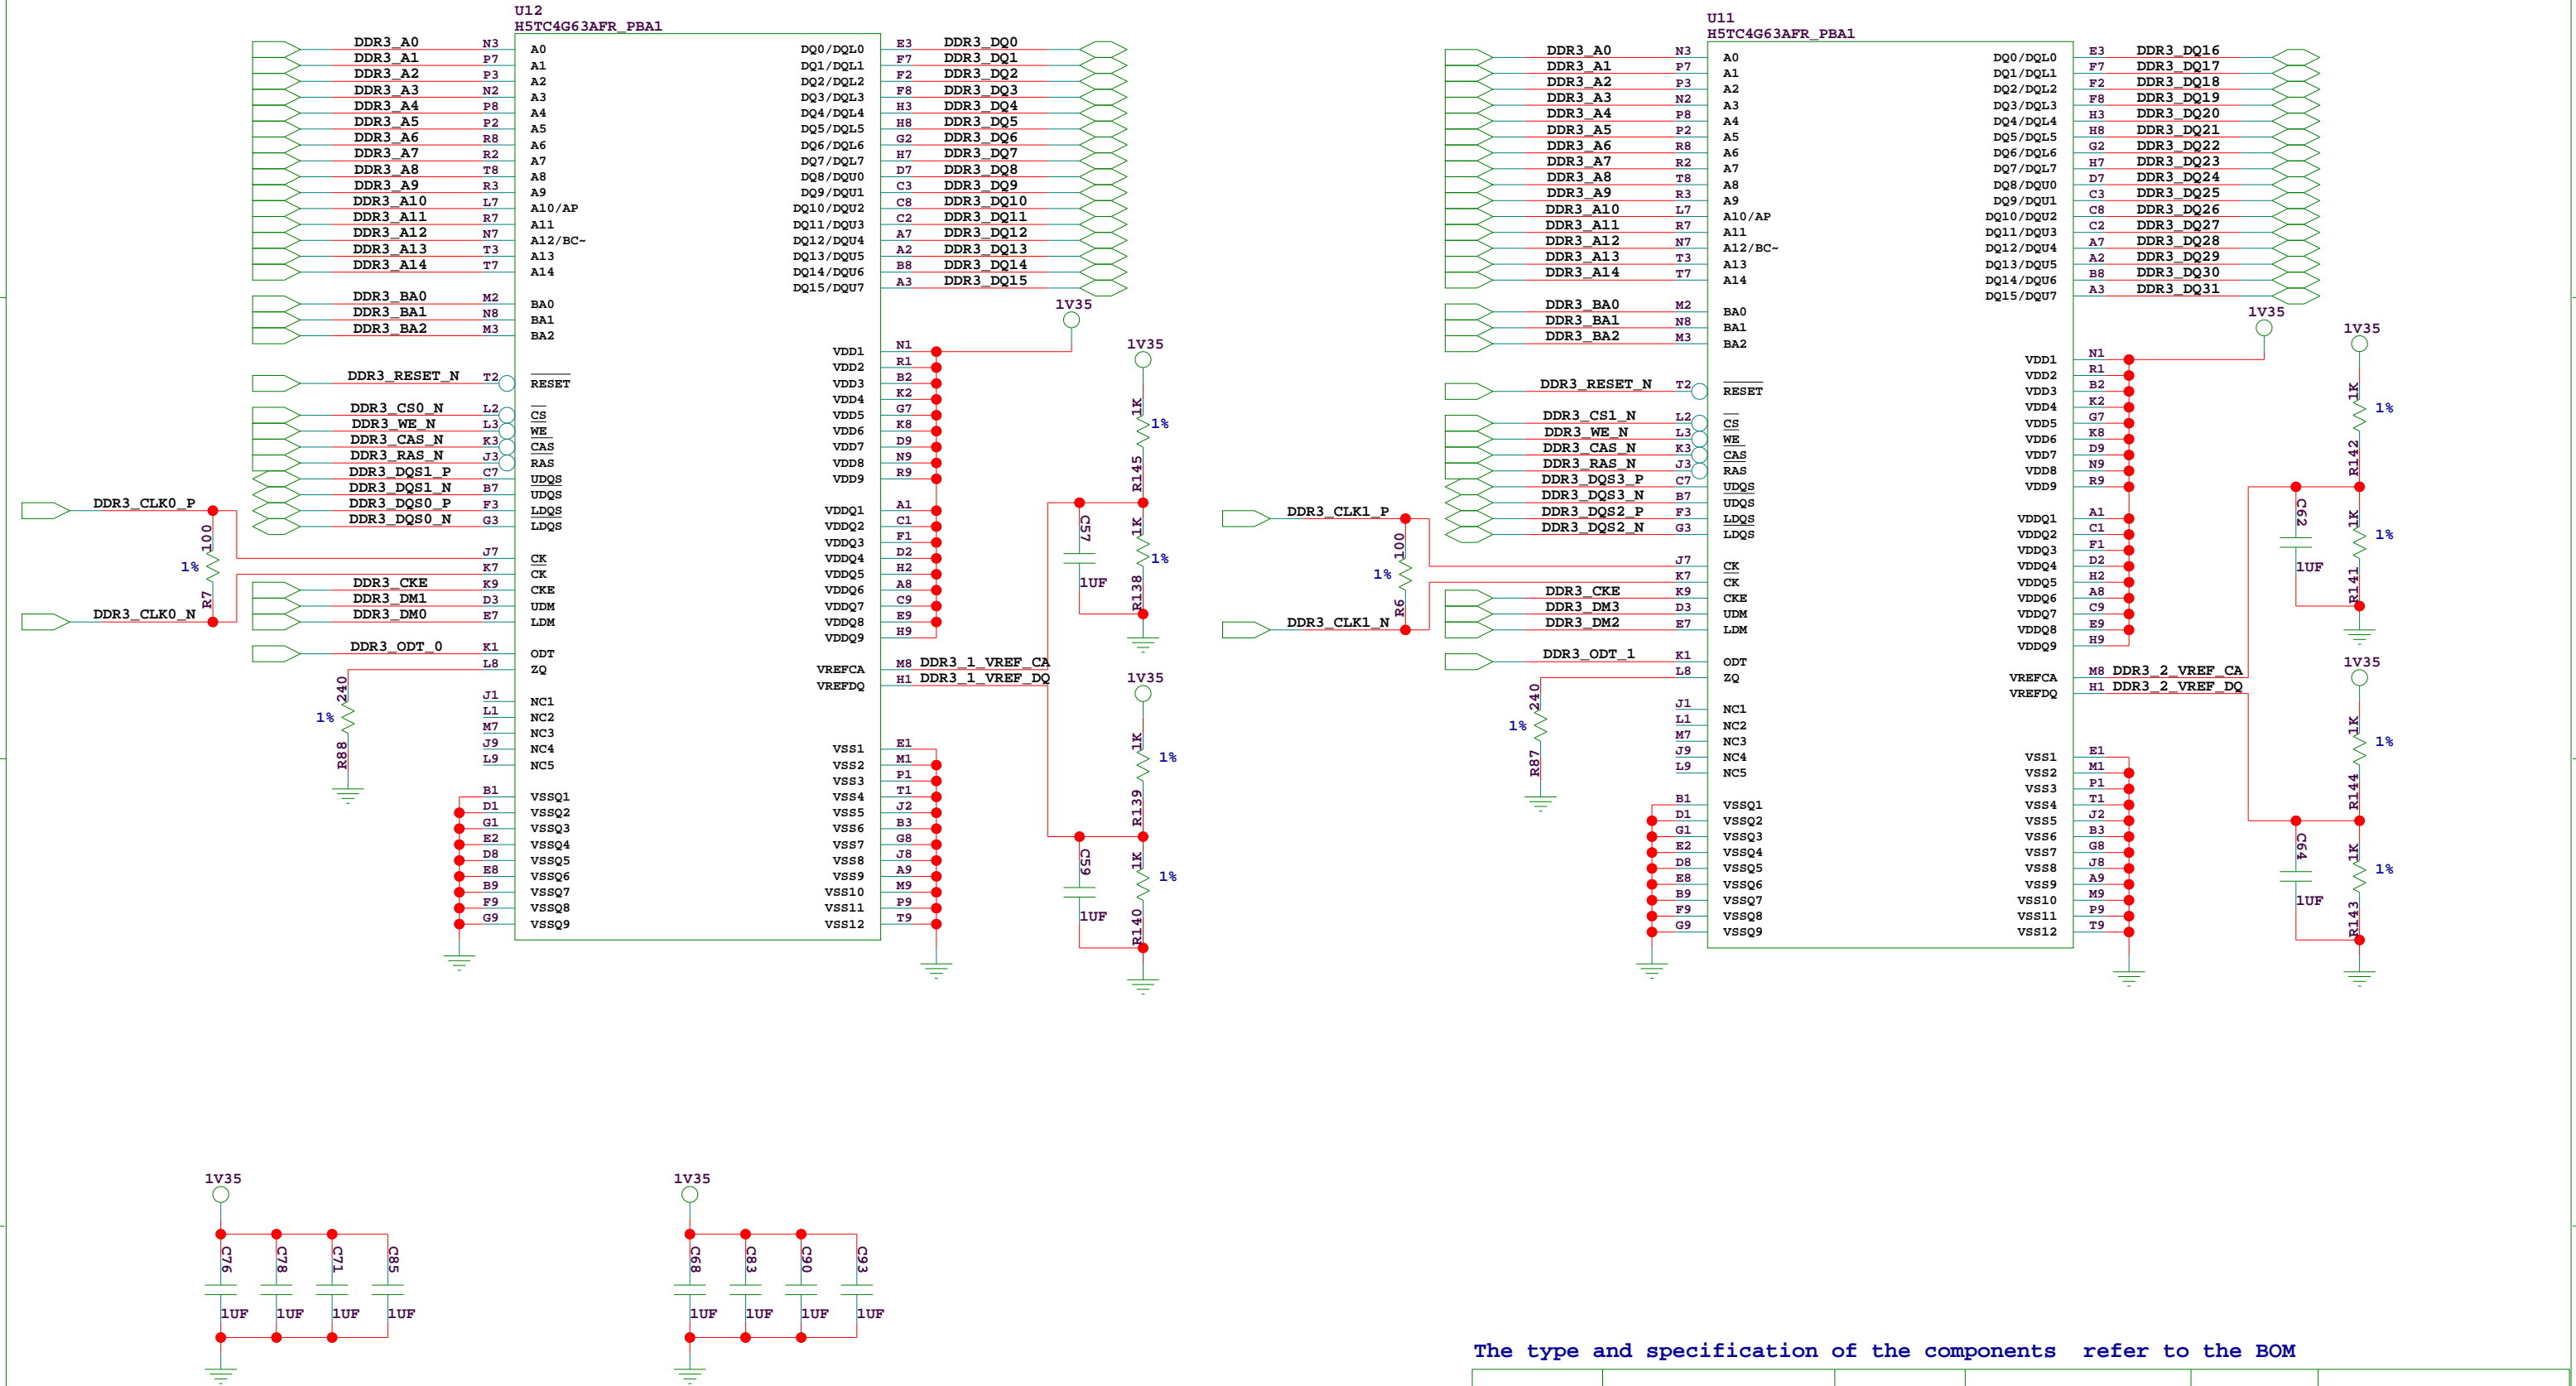 U12
H5TC4G63AFR_PBA1
DDR3_A0 N3 A0
DDR3_A1 P7 A1
DDR3_A2 P3 A2
DDR3_A3 N2 A3
DDR3_A4 P8 A4
DDR3_A5 P2 A5
DDR3_A6 R8 A6
DDR3_A7 R2 A7
DDR3_A8 T8 A8
DDR3_A9 R3 A9
DDR3_A10 L7 A10/AP
DDR3_A11 R7 A11
DDR3_A12 N7 A12/BC~
DDR3_A13 T3 A13
DDR3_A14 T7 A14
DDR3_BA0 M2 BA0
DDR3_BA1 N8 BA1
DDR3_BA2 M3 BA2
DDR3_RESET_N T2 RESET
DDR3_CS0_N L2 CS
DDR3_WE_N L3 WE
DDR3_CAS_N K3 CAS
DDR3_RAS_N J3 RAS
DDR3_DQS1_P C7 UDQS
DDR3_DQS1_N B7 UDQS
DDR3_DQS0_P F3 LDQS
DDR3_DQS0_N G3 LDQS
DDR3_CLK0_P
100
1%
R7
DDR3_CLK0_N
J7 CK
K7 CK
DDR3_CKE K9 CKE
DDR3_DM1 D3 UDM
DDR3_DM0 E7 LDM
DDR3_ODT_0 K1 ODT
L8 ZQ
240
1%
R88
J1 NC1
L1 NC2
M7 NC3
J9 NC4
L9 NC5
B1 VSSQ1
D1 VSSQ2
G1 VSSQ3
E2 VSSQ4
D8 VSSQ5
E8 VSSQ6
B9 VSSQ7
F9 VSSQ8
G9 VSSQ9
DQ0/DQL0 E3 DDR3_DQ0
DQ1/DQL1 F7 DDR3_DQ1
DQ2/DQL2 F2 DDR3_DQ2
DQ3/DQL3 F8 DDR3_DQ3
DQ4/DQL4 H3 DDR3_DQ4
DQ5/DQL5 H8 DDR3_DQ5
DQ6/DQL6 G2 DDR3_DQ6
DQ7/DQL7 H7 DDR3_DQ7
DQ8/DQU0 D7 DDR3_DQ8
DQ9/DQU1 C3 DDR3_DQ9
DQ10/DQU2 C8 DDR3_DQ10
DQ11/DQU3 C2 DDR3_DQ11
DQ12/DQU4 A7 DDR3_DQ12
DQ13/DQU5 A2 DDR3_DQ13
DQ14/DQU6 B8 DDR3_DQ14
DQ15/DQU7 A3 DDR3_DQ15
1V35
VDD1 N1
VDD2 R1
VDD3 B2
VDD4 K2
VDD5 G7
VDD6 K8
VDD7 D9
VDD8 N9
VDD9 R9
VDDQ1 A1
VDDQ2 C1
VDDQ3 F1
VDDQ4 D2
VDDQ5 H2
VDDQ6 A8
VDDQ7 C9
VDDQ8 E9
VDDQ9 H9
VREFCA M8 DDR3_1_VREF_CA
VREFDQ H1 DDR3_1_VREF_DQ
VSS1 E1
VSS2 M1
VSS3 P1
VSS4 T1
VSS5 J2
VSS6 B3
VSS7 G8
VSS8 J8
VSS9 A9
VSS10 M9
VSS11 P9
VSS12 T9
1V35
1K
1%
R145
C57
1UF
1K
1%
R138
1V35
1K
1%
R139
C59
1UF
1K
1%
R140
U11
H5TC4G63AFR_PBA1
DDR3_A0 N3 A0
DDR3_A1 P7 A1
DDR3_A2 P3 A2
DDR3_A3 N2 A3
DDR3_A4 P8 A4
DDR3_A5 P2 A5
DDR3_A6 R8 A6
DDR3_A7 R2 A7
DDR3_A8 T8 A8
DDR3_A9 R3 A9
DDR3_A10 L7 A10/AP
DDR3_A11 R7 A11
DDR3_A12 N7 A12/BC~
DDR3_A13 T3 A13
DDR3_A14 T7 A14
DDR3_BA0 M2 BA0
DDR3_BA1 N8 BA1
DDR3_BA2 M3 BA2
DDR3_RESET_N T2 RESET
DDR3_CS1_N L2 CS
DDR3_WE_N L3 WE
DDR3_CAS_N K3 CAS
DDR3_RAS_N J3 RAS
DDR3_DQS3_P C7 UDQS
DDR3_DQS3_N B7 UDQS
DDR3_DQS2_P F3 LDQS
DDR3_DQS2_N G3 LDQS
DDR3_CLK1_P
100
1%
R6
DDR3_CLK1_N
J7 CK
K7 CK
DDR3_CKE K9 CKE
DDR3_DM3 D3 UDM
DDR3_DM2 E7 LDM
DDR3_ODT_1 K1 ODT
L8 ZQ
240
1%
R87
J1 NC1
L1 NC2
M7 NC3
J9 NC4
L9 NC5
B1 VSSQ1
D1 VSSQ2
G1 VSSQ3
E2 VSSQ4
D8 VSSQ5
E8 VSSQ6
B9 VSSQ7
F9 VSSQ8
G9 VSSQ9
DQ0/DQL0 E3 DDR3_DQ16
DQ1/DQL1 F7 DDR3_DQ17
DQ2/DQL2 F2 DDR3_DQ18
DQ3/DQL3 F8 DDR3_DQ19
DQ4/DQL4 H3 DDR3_DQ20
DQ5/DQL5 H8 DDR3_DQ21
DQ6/DQL6 G2 DDR3_DQ22
DQ7/DQL7 H7 DDR3_DQ23
DQ8/DQU0 D7 DDR3_DQ24
DQ9/DQU1 C3 DDR3_DQ25
DQ10/DQU2 C8 DDR3_DQ26
DQ11/DQU3 C2 DDR3_DQ27
DQ12/DQU4 A7 DDR3_DQ28
DQ13/DQU5 A2 DDR3_DQ29
DQ14/DQU6 B8 DDR3_DQ30
DQ15/DQU7 A3 DDR3_DQ31
1V35
VDD1 N1
VDD2 R1
VDD3 B2
VDD4 K2
VDD5 G7
VDD6 K8
VDD7 D9
VDD8 N9
VDD9 R9
VDDQ1 A1
VDDQ2 C1
VDDQ3 F1
VDDQ4 D2
VDDQ5 H2
VDDQ6 A8
VDDQ7 C9
VDDQ8 E9
VDDQ9 H9
VREFCA M8 DDR3_2_VREF_CA
VREFDQ H1 DDR3_2_VREF_DQ
VSS1 E1
VSS2 M1
VSS3 P1
VSS4 T1
VSS5 J2
VSS6 B3
VSS7 G8
VSS8 J8
VSS9 A9
VSS10 M9
VSS11 P9
VSS12 T9
1V35
1K
1%
R142
C62
1UF
1K
1%
R141
1V35
1K
1%
R144
C64
1UF
1K
1%
R143
1V35
C76 C78 C71 C85
1UF 1UF 1UF 1UF
1V35
C68 C83 C90 C93
1UF 1UF 1UF 1UF
The type and specification of the components refer to the BOM